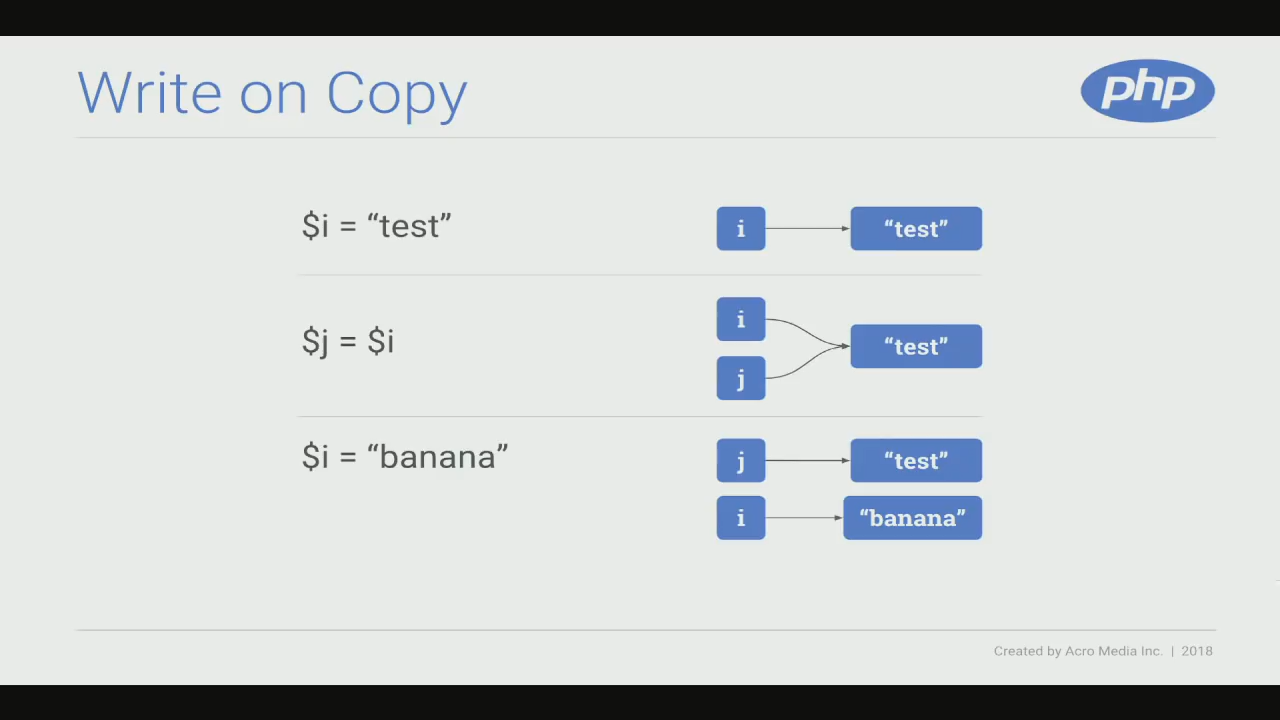 Write on Copy
php
$i = “test”
i
“test”
$j = $i
i
j
“test”
$i = “banana”
j
“test”
i
“banana”
Created by Acro Media Inc. | 2018